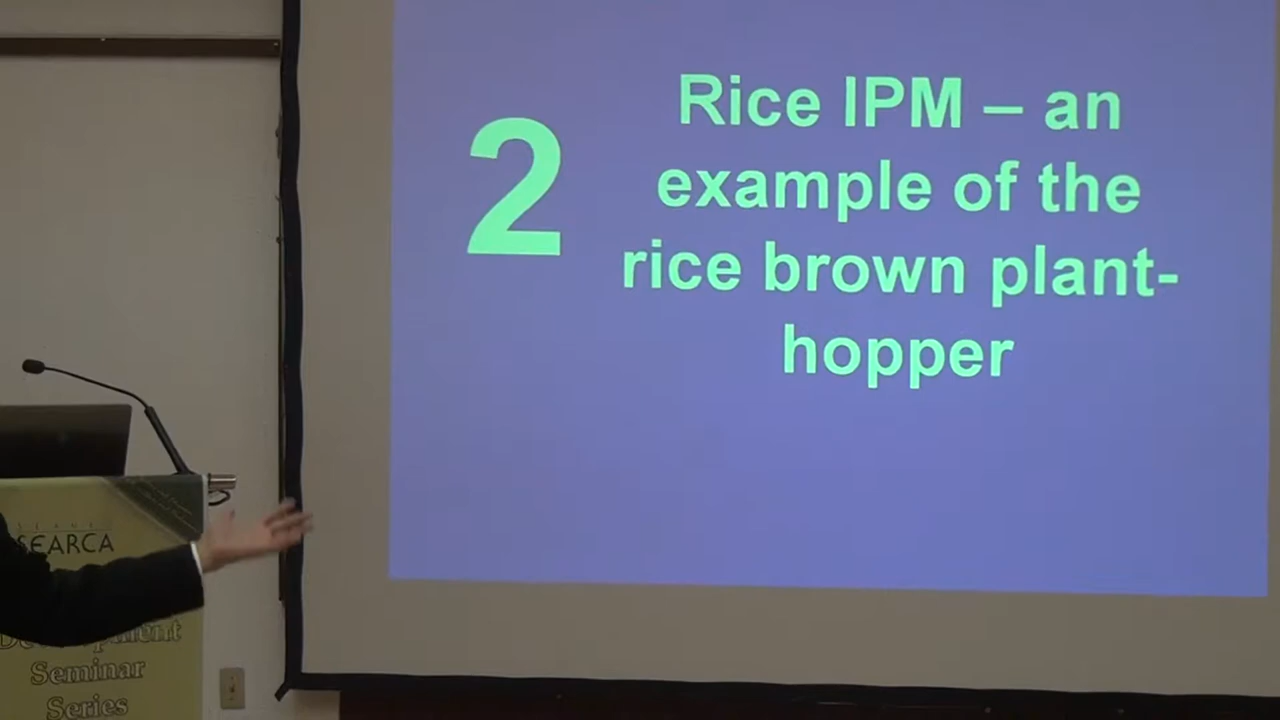 2
Rice IPM – an
example of the
rice brown plant-
hopper
SEARCA
Seminar
Series